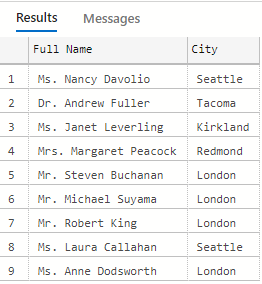 Results Messages
Full Name City
1 Ms. Nancy Davolio Seattle
2 Dr. Andrew Fuller Tacoma
3 Ms. Janet Leverling Kirkland
4 Mrs. Margaret Peacock Redmond
5 Mr. Steven Buchanan London
6 Mr. Michael Suyama London
7 Mr. Robert King London
8 Ms. Laura Callahan Seattle
9 Ms. Anne Dodsworth London